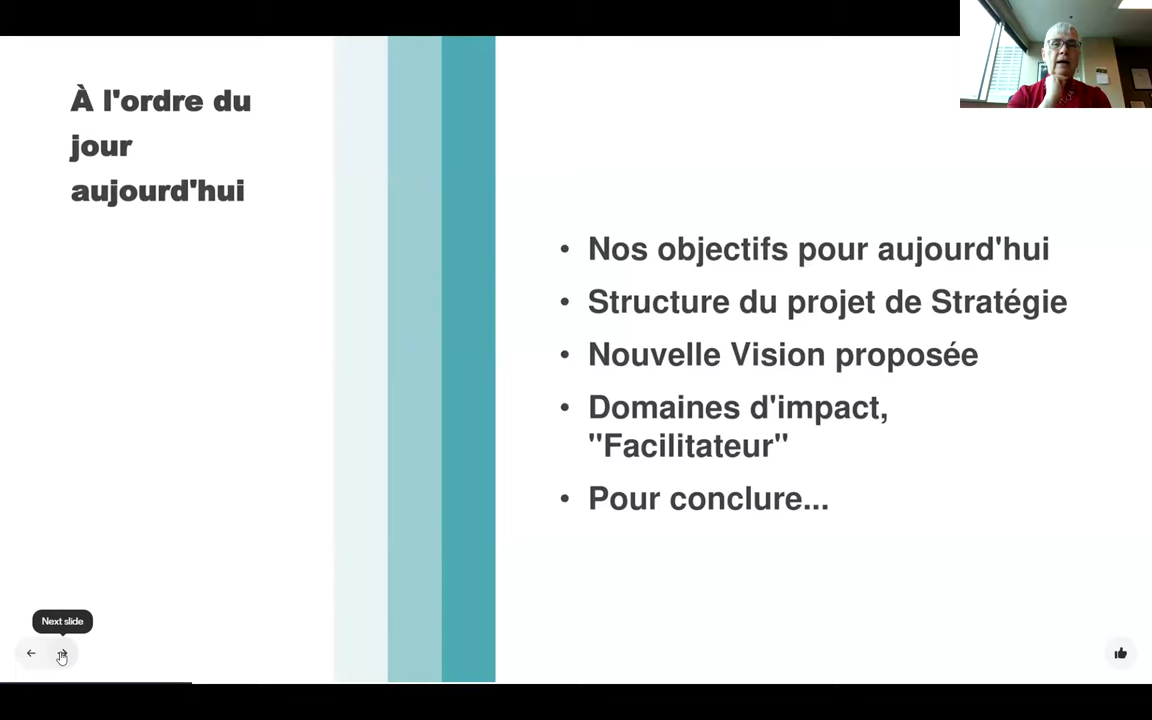 À l'ordre du
jour
aujourd'hui
• Nos objectifs pour aujourd'hui
• Structure du projet de Stratégie
• Nouvelle Vision proposée
• Domaines d'impact,
"Facilitateur"
• Pour conclure...
Next slide